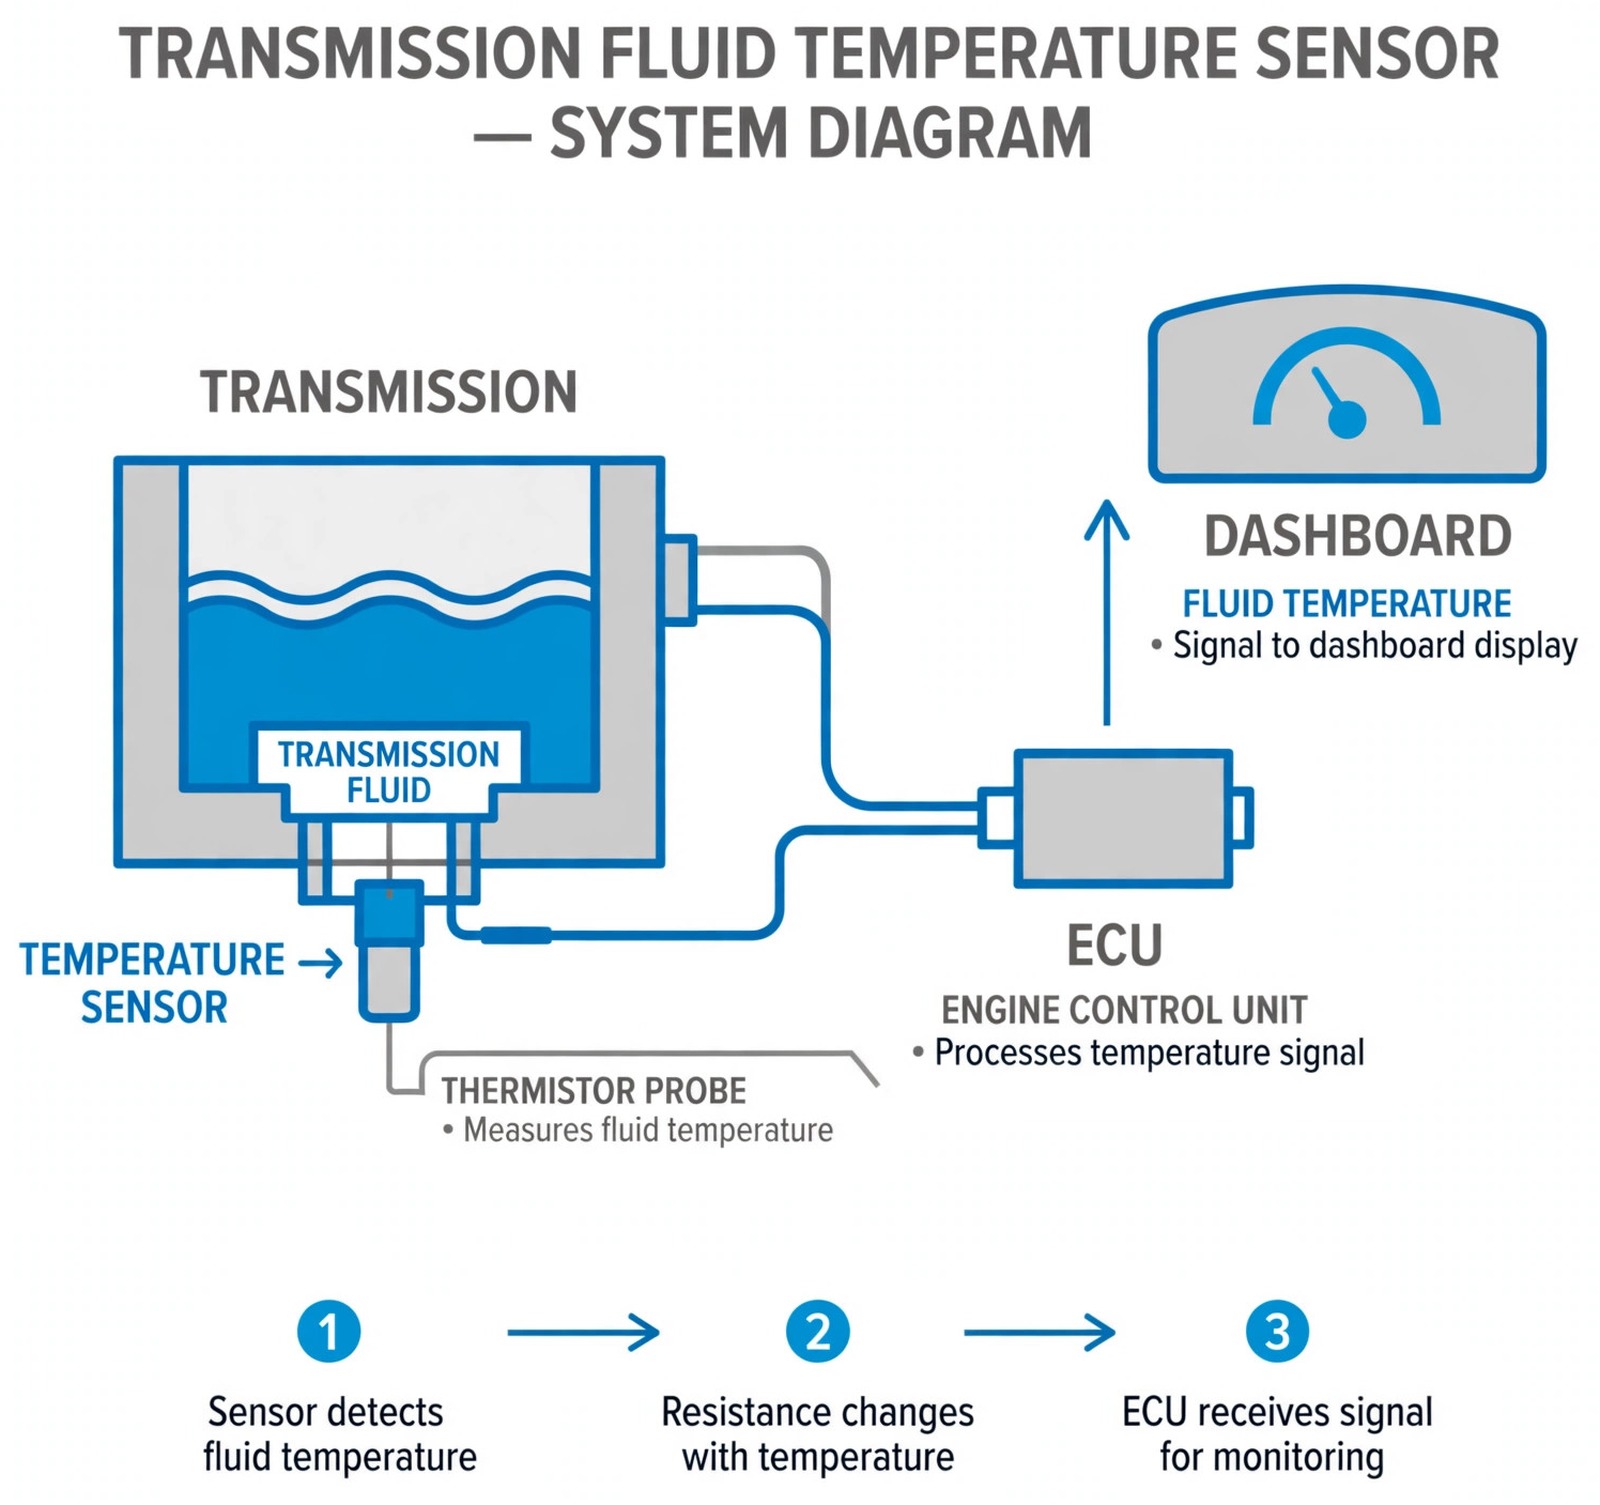 TRANSMISSION FLUID TEMPERATURE SENSOR
— SYSTEM DIAGRAM
TRANSMISSION
TRANSMISSION
FLUID
TEMPERATURE
SENSOR
THERMISTOR PROBE
• Measures fluid temperature
DASHBOARD
FLUID TEMPERATURE
• Signal to dashboard display
ECU
ENGINE CONTROL UNIT
• Processes temperature signal
1
Sensor detects
fluid temperature
2
Resistance changes
with temperature
3
ECU receives signal
for monitoring